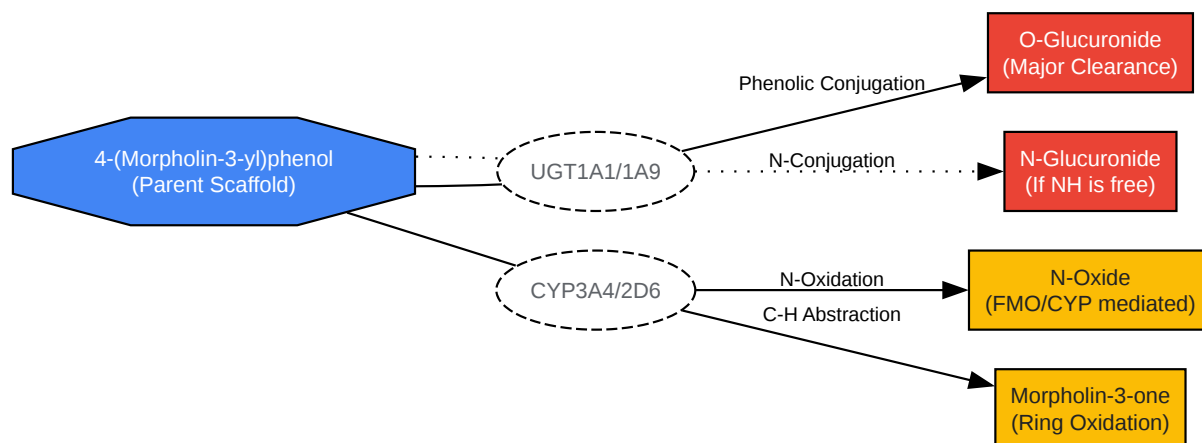 4-(Morpholin-3-yl)phenol
(Parent Scaffold)
UGT1A1/1A9
CYP3A4/2D6
Phenolic Conjugation
N-Conjugation
N-Oxidation
C-H Abstraction
O-Glucuronide
(Major Clearance)
N-Glucuronide
(If NH is free)
N-Oxide
(FMO/CYP mediated)
Morpholin-3-one
(Ring Oxidation)